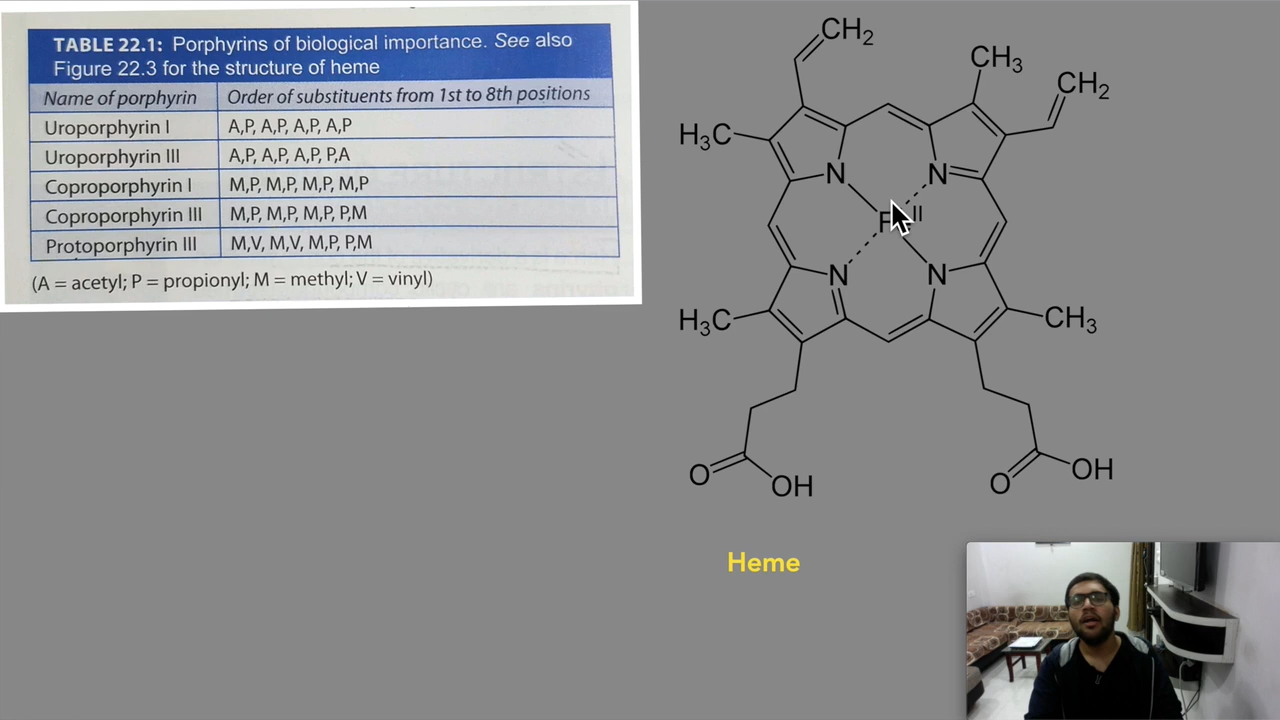 TABLE 22.1: Porphyrins of biological importance. See also
Figure 22.3 for the structure of heme
Name of porphyrin Order of substituents from 1st to 8th positions
Uroporphyrin I A,P, A,P, A,P, A,P
Uroporphyrin III A,P, A,P, A,P, P,A
Coproporphyrin I M,P, M,P, M,P, M,P
Coproporphyrin III M,P, M,P, M,P, P,M
Protoporphyrin III M,V, M,V, M,P, P,M
(A = acetyl; P = propionyl; M = methyl; V = vinyl)
CH2
CH3
CH2
H3C
N
N
II
N
N
H3C
CH3
O
OH
O
OH
Heme